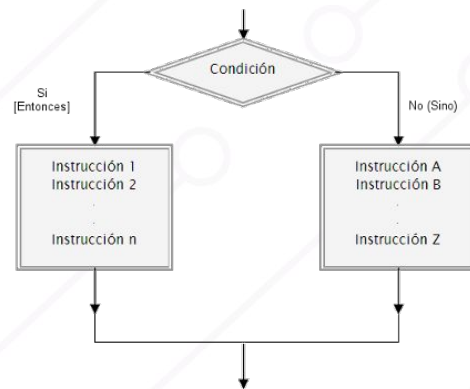 Condición
Si
[Entonces]
No (Sino)
Instrucción 1
Instrucción 2
.
.
Instrucción n
Instrucción A
Instrucción B
.
.
Instrucción Z